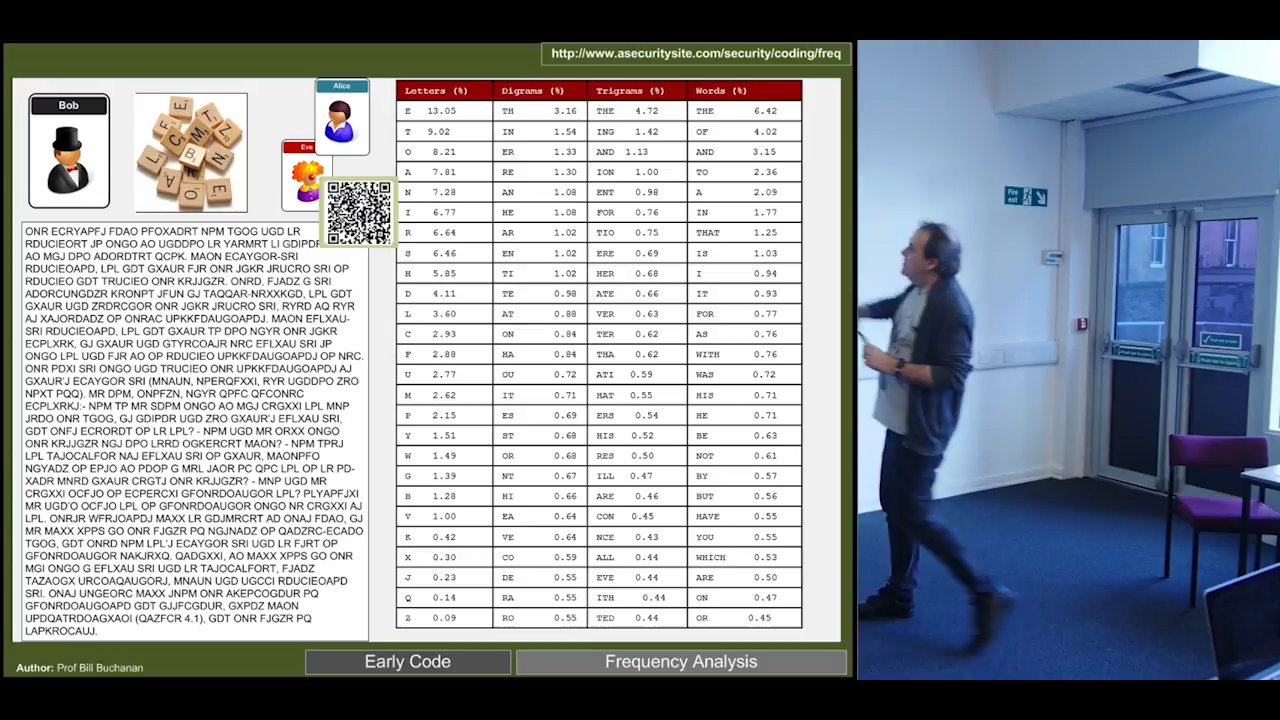 http://www.asecuritysite.com/security/coding/freq
Bob
Alice
Eve
ONR ECRYAPFJ FDAO PFOXADRT NPM TGOG UGD LR
RDUCIEORT JP ONGO AO UGDDPO LR YARMRT LI GDIPDF
AO MGJ DPO ADORDTRT QCPK. MAON ECAYGOR-SRI
RDUCIEOAPD, LPL GDT GXAUR FJR ONR JGKR JRUCRO SRI OP
RDUCIEO GDT TRUCIEO ONR KRJJGZR. ONRD, FJADZ G SRI
ADORCUNGDZR KRONPT JFUN GJ TAQQAR-NRXXKGD, LPL GDT
GXAUR UGD ZRDRCGOR ONR JGKR JRUCRO SRI, RYRD AQ RYR
AJ XAJORDADZ OP ONRAC UPKKFDAUGOAPDJ. MAON EFLXAU-
SRI RDUCIEOAPD, LPL GDT GXAUR TP DPO NGYR ONR JGKR
ECPLXRK, GJ GXAUR UGD GTYRCOAJR NRC EFLXAU SRI JP
ONGO LPL UGD FJR AO OP RDUCIEO UPKKFDAUGOAPDJ OP NRC.
ONR PDXI SRI ONGO UGD TRUCIEO ONR UPKKFDAUGOAPDJ AJ
GXAUR'J ECAYGOR SRI (MNAUN, NPERQFXXI, RYR UGDDPO ZRO
NPXT PQQ). MR DPM, ONPFZN, NGYR QPFC QFCONRC
ECPLXRKJ:- NPM TP MR SDPM ONGO AO MGJ CRGXXI LPL MNP
JRDO ONR TGOG, GJ GDIPDR UGD ZRO GXAUR'J EFLXAU SRI,
GDT ONFJ ECRORDT OP LR LPL? - NPM UGD MR ORXX ONGO
ONR KRJJGZR NGJ DPO LRRD OGKERCRT MAON? - NPM TPRJ
LPL TAJOCALFOR NAJ EFLXAU SRI OP GXAUR, MAONPFO
NGYADZ OP EPJO AO PDOP G MRL JAOR PC QPC LPL OP LR PD-
XADR MNRD GXAUR CRGTJ ONR KRJJGZR? - MNP UGD MR
CRGXXI OCFJO OP ECPERCXI GFONRDOAUGOR LPL? PLYAPFJXI
MR UGD'O OCFJO LPL OP GFONRDOAUGOR ONGO NR CRGXXI AJ
LPL. ONRJR WFRJOAPDJ MAXX LR GDJMRCRT AD ONAJ FDAO, GJ
MR MAXX XPPS GO ONR FJGZR PQ NGJNADZ OP QADZRC-ECADO
TGOG, GDT ONRD NPM LPL'J ECAYGOR SRI UGD LR FJRT OP
GFONRDOAUGOR NAKJRXQ. QADGXXI, AO MAXX XPPS GO ONR
MGI ONGO G EFLXAU SRI UGD LR TAJOCALFORT, FJADZ
TAZAOGX URCOAQAUGORJ, MNAUN UGD UGCCI RDUCIEOAPD
SRI. ONAJ UNGEORC MAXX JNPM ONR AKEPCOGDUR PQ
GFONRDOAUGOAPD GDT GJJFCGDUR, GXPDZ MAON
UPDQATRDOAGXAOI (QAZFCR 4.1), GDT ONR FJGZR PQ
LAPKROCAUJ.
Letters (%) Digrams (%) Trigrams (%) Words (%)
E 13.05 TH 3.16 THE 4.72 THE 6.42
T 9.02 IN 1.54 ING 1.42 OF 4.02
O 8.21 ER 1.33 AND 1.13 AND 3.15
A 7.81 RE 1.30 ION 1.00 TO 2.36
N 7.28 AN 1.08 ENT 0.98 A 2.09
I 6.77 HE 1.08 FOR 0.76 IN 1.77
R 6.64 AR 1.02 TIO 0.75 THAT 1.25
S 6.46 EN 1.02 ERE 0.69 IS 1.03
H 5.85 TI 1.02 HER 0.68 I 0.94
D 4.11 TE 0.98 ATE 0.66 IT 0.93
L 3.60 AT 0.88 VER 0.63 FOR 0.77
C 2.93 ON 0.84 TER 0.62 AS 0.76
F 2.88 HA 0.84 THA 0.62 WITH 0.76
U 2.77 OU 0.72 ATI 0.59 WAS 0.72
M 2.62 IT 0.71 HAT 0.55 HIS 0.71
P 2.15 ES 0.69 ERS 0.54 HE 0.71
Y 1.51 ST 0.68 HIS 0.52 BE 0.63
W 1.49 OR 0.68 RES 0.50 NOT 0.61
G 1.39 NT 0.67 ILL 0.47 BY 0.57
B 1.28 HI 0.66 ARE 0.46 BUT 0.56
V 1.00 EA 0.64 CON 0.45 HAVE 0.55
K 0.42 VE 0.64 NCE 0.43 YOU 0.55
X 0.30 CO 0.59 ALL 0.44 WHICH 0.53
J 0.23 DE 0.55 EVE 0.44 ARE 0.50
Q 0.14 RA 0.55 ITH 0.44 ON 0.47
Z 0.09 RO 0.55 TED 0.44 OR 0.45
Author: Prof Bill Buchanan
Early Code
Frequency Analysis
Fire
exit